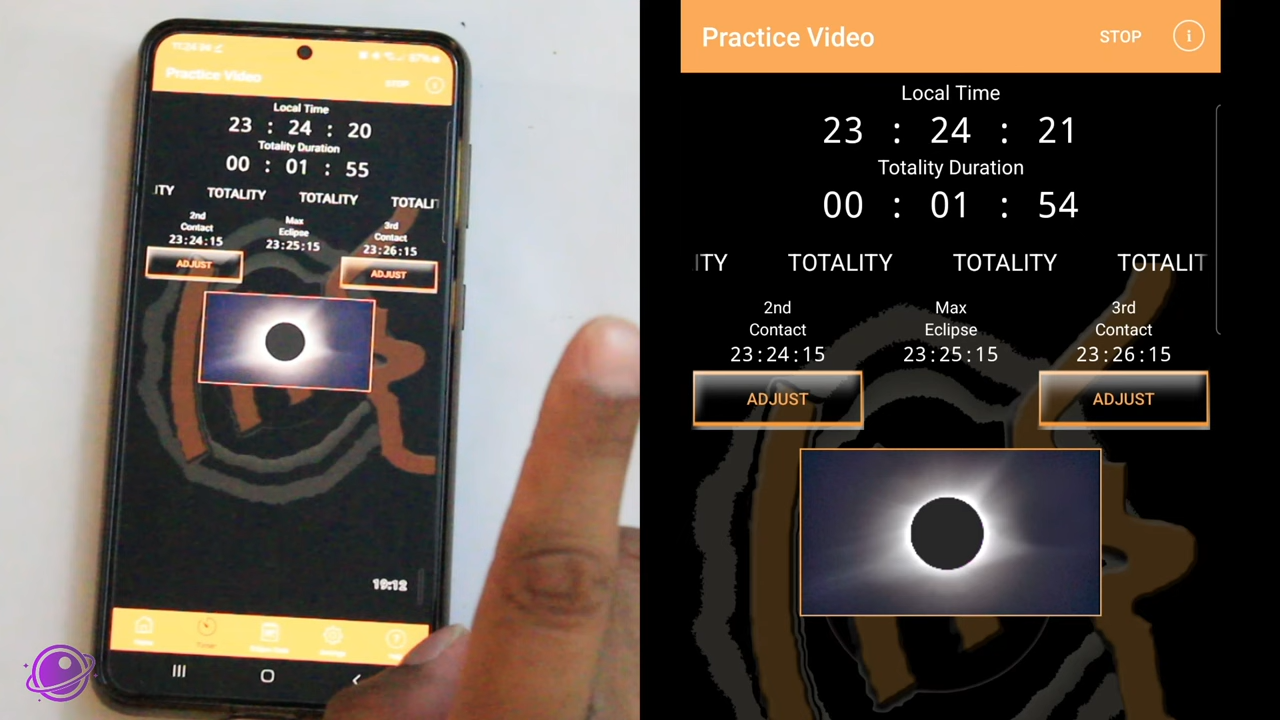 Practice Video STOP
Local Time
23 : 24 : 20
Totality Duration
00 : 01 : 55
ITY TOTALITY TOTALITY TOTALIT
2nd Contact 23:24:15
Max Eclipse 23:25:15
3rd Contact 23:26:15
ADJUST ADJUST
Practice Video STOP i
Local Time
23 : 24 : 21
Totality Duration
00 : 01 : 54
ITY TOTALITY TOTALITY TOTALIT
2nd Max 3rd
Contact Eclipse Contact
23:24:15 23:25:15 23:26:15
ADJUST ADJUST